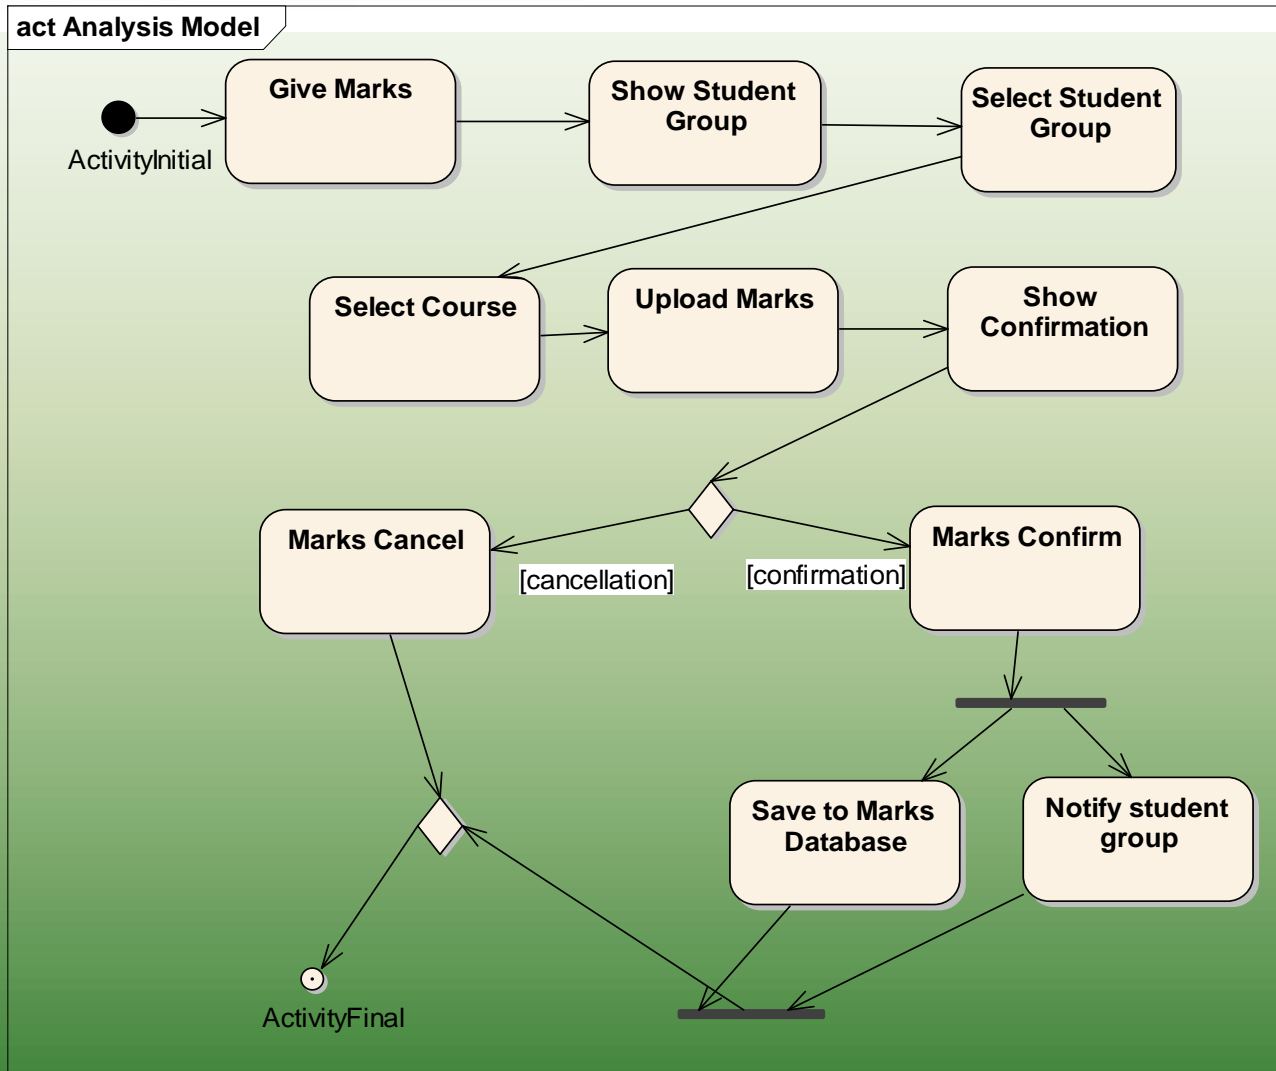 act Analysis Model
ActivityInitial
Give Marks
Show Student
Group
Select Student
Group
Select Course
Upload Marks
Show
Confirmation
Marks Cancel
[cancellation]
[confirmation]
Marks Confirm
Save to Marks
Database
Notify student
group
ActivityFinal